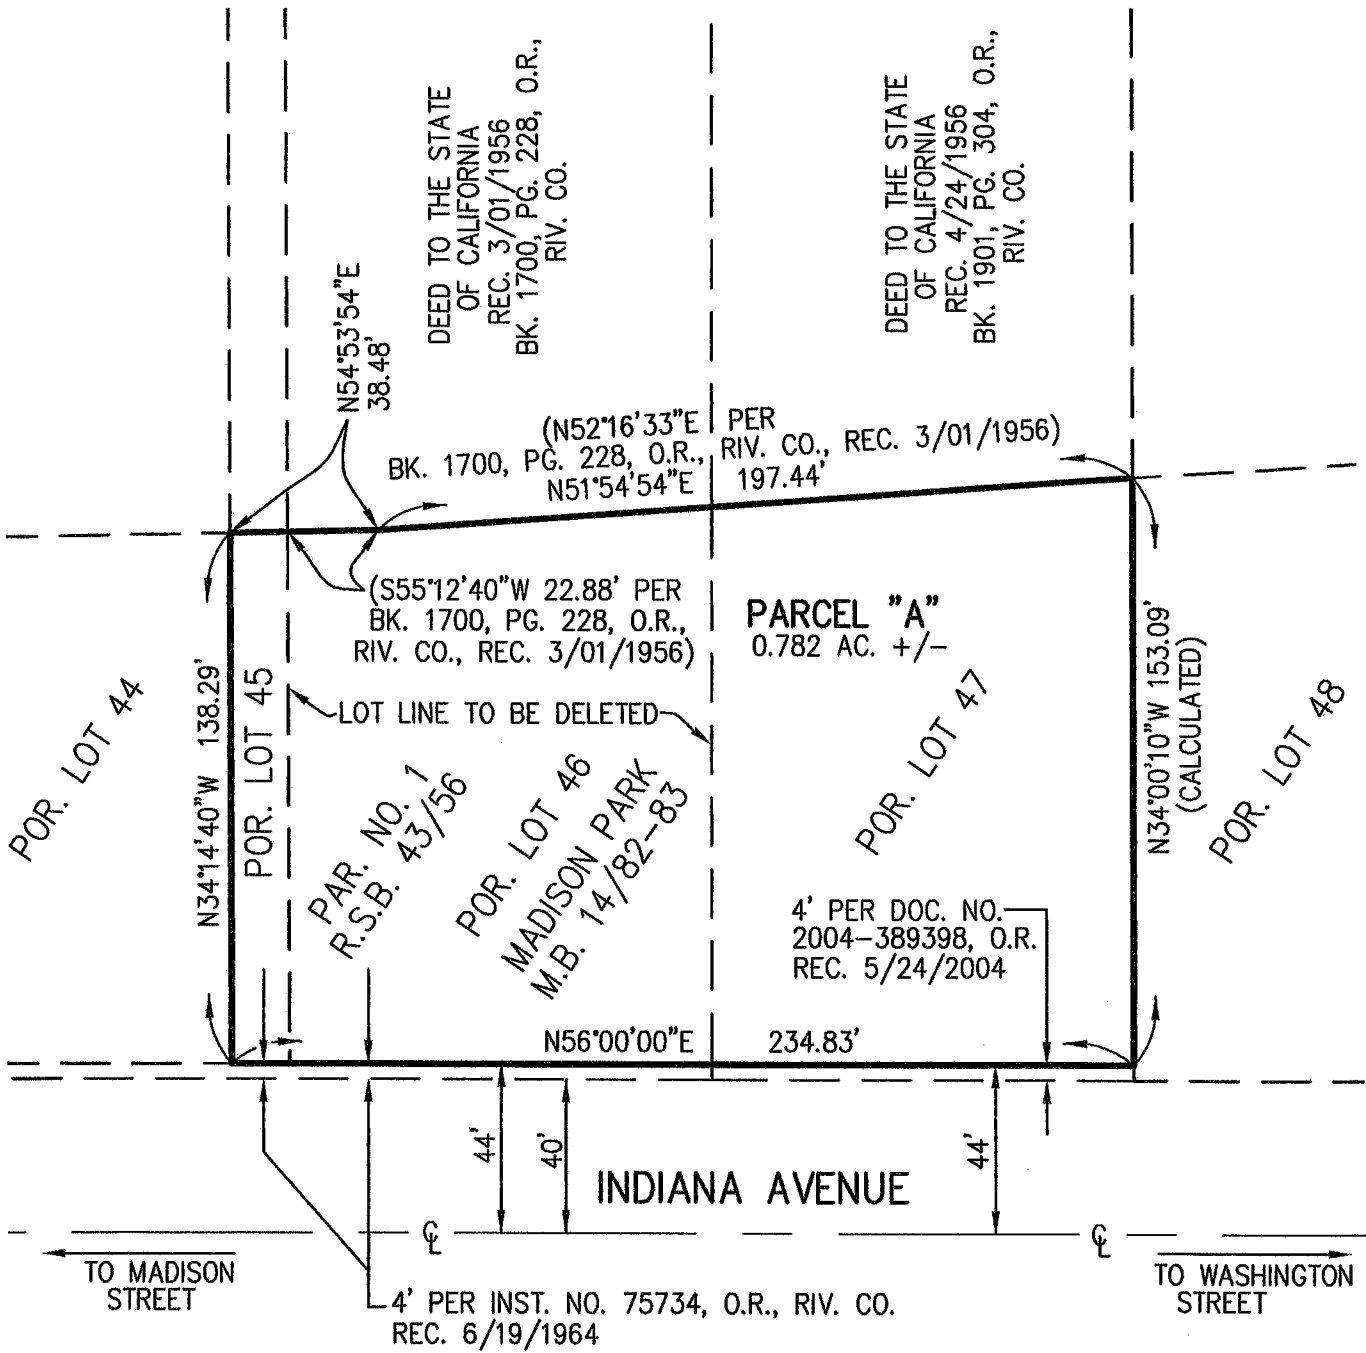 DEED TO THE STATE
OF CALIFORNIA
REC. 3/01/1956
BK. 1700, PG. 228, O.R.,
RIV. CO.
DEED TO THE STATE
OF CALIFORNIA
REC. 4/24/1956
BK. 1901, PG. 304, O.R.,
RIV. CO.
N54°53'54"E
38.48'
(N52°16'33"E PER
BK. 1700, PG. 228, O.R., RIV. CO., REC. 3/01/1956)
N51°54'54"E 197.44'
(S55°12'40"W 22.88' PER
BK. 1700, PG. 228, O.R.,
RIV. CO., REC. 3/01/1956)
PARCEL "A"
0.782 AC. +/-
LOT LINE TO BE DELETED
POR. LOT 44
N34°14'40"W 138.29'
POR. LOT 45
PAR. NO. 1
R.S.B. 43/56
POR. LOT 46
MADISON PARK
M.B. 14/82-83
POR. LOT 47
N34°00'10"W 153.09'
(CALCULATED)
POR. LOT 48
4' PER DOC. NO.
2004-389398, O.R.
REC. 5/24/2004
N56°00'00"E 234.83'
44'
40'
44'
INDIANA AVENUE
℄
℄
TO MADISON
STREET
TO WASHINGTON
STREET
4' PER INST. NO. 75734, O.R., RIV. CO.
REC. 6/19/1964